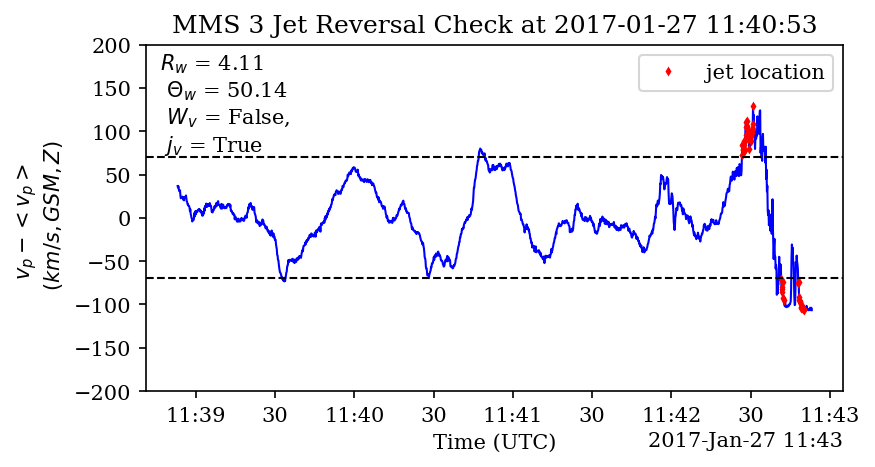 MMS 3 Jet Reversal Check at 2017-01-27 11:40:53
R_w = 4.11
Θ_w = 50.14
W_v = False,
j_v = True
jet location
200
150
100
50
0
−50
−100
−150
−200
v_p − < v_p >
(km/s, GSM, Z)
11:39 30 11:40 30 11:41 30 11:42 30 11:43
Time (UTC)
2017-Jan-27 11:43